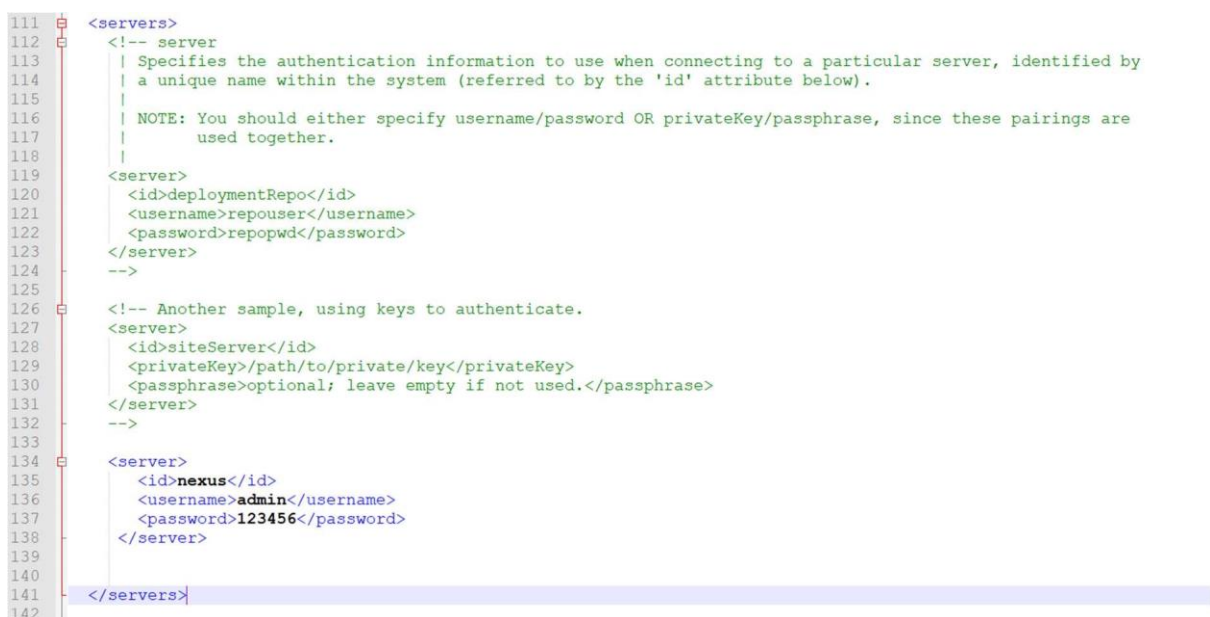 111 <servers>
112 <!-- server
113 | Specifies the authentication information to use when connecting to a particular server, identified by
114 | a unique name within the system (referred to by the 'id' attribute below).
115 |
116 | NOTE: You should either specify username/password OR privateKey/passphrase, since these pairings are
117 | used together.
118 |
119 <server>
120 <id>deploymentRepo</id>
121 <username>repouser</username>
122 <password>repopwd</password>
123 </server>
124 -->
125
126 <!-- Another sample, using keys to authenticate.
127 <server>
128 <id>siteServer</id>
129 <privateKey>/path/to/private/key</privateKey>
130 <passphrase>optional; leave empty if not used.</passphrase>
131 </server>
132 -->
133
134 <server>
135 <id>nexus</id>
136 <username>admin</username>
137 <password>123456</password>
138 </server>
139
140
141 </servers>
142